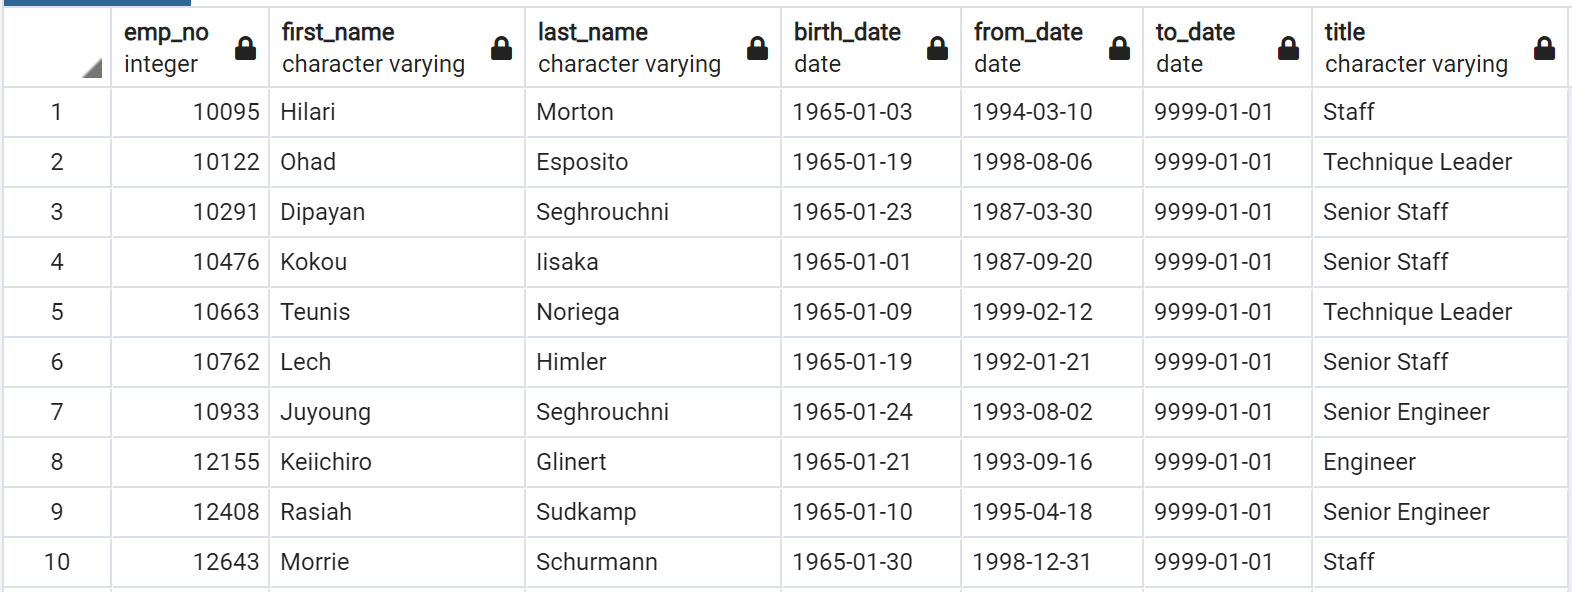 emp_no first_name last_name birth_date from_date to_date title
integer character varying character varying date date date character varying
1 10095 Hilari Morton 1965-01-03 1994-03-10 9999-01-01 Staff
2 10122 Ohad Esposito 1965-01-19 1998-08-06 9999-01-01 Technique Leader
3 10291 Dipayan Seghrouchni 1965-01-23 1987-03-30 9999-01-01 Senior Staff
4 10476 Kokou Iisaka 1965-01-01 1987-09-20 9999-01-01 Senior Staff
5 10663 Teunis Noriega 1965-01-09 1999-02-12 9999-01-01 Technique Leader
6 10762 Lech Himler 1965-01-19 1992-01-21 9999-01-01 Senior Staff
7 10933 Juyoung Seghrouchni 1965-01-24 1993-08-02 9999-01-01 Senior Engineer
8 12155 Keiichiro Glinert 1965-01-21 1993-09-16 9999-01-01 Engineer
9 12408 Rasiah Sudkamp 1965-01-10 1995-04-18 9999-01-01 Senior Engineer
10 12643 Morrie Schurmann 1965-01-30 1998-12-31 9999-01-01 Staff